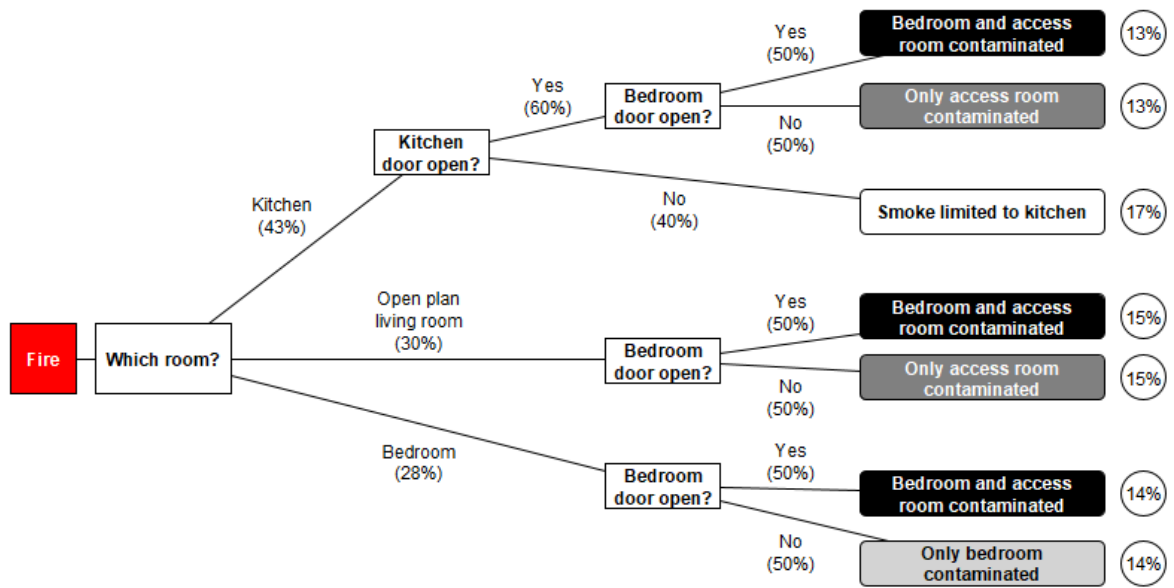 Yes
(50%)
Bedroom and access
room contaminated
13%
Yes
(60%)
Bedroom
door open?
Only access room
contaminated
13%
No
(50%)
Kitchen
door open?
Kitchen
(43%)
No
(40%)
Smoke limited to kitchen
17%
Fire
Which room?
Open plan
living room
(30%)
Bedroom
door open?
Yes
(50%)
Bedroom and access
room contaminated
15%
No
(50%)
Only access room
contaminated
15%
Bedroom
(28%)
Bedroom
door open?
Yes
(50%)
Bedroom and access
room contaminated
14%
No
(50%)
Only bedroom
contaminated
14%